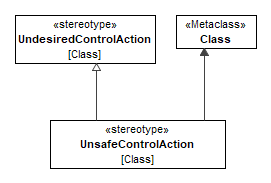 «stereotype»
UndesiredControlAction
[Class]
«Metaclass»
Class
«stereotype»
UnsafeControlAction
[Class]